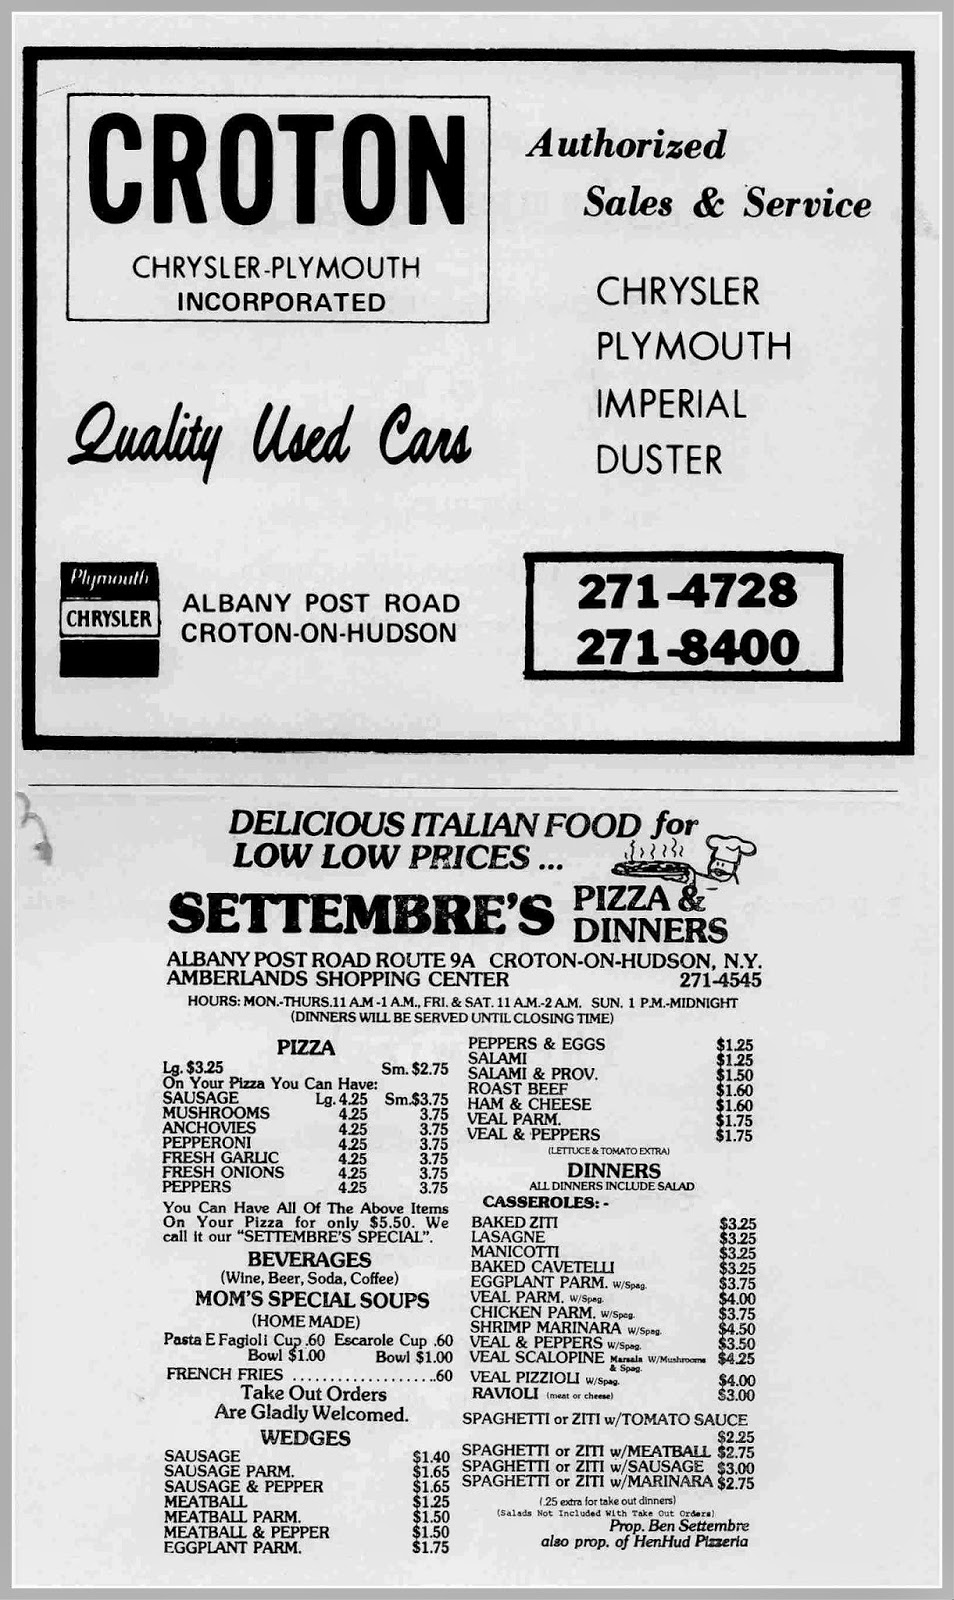 CROTON
CHRYSLER-PLYMOUTH
INCORPORATED
Authorized
Sales & Service
CHRYSLER
PLYMOUTH
IMPERIAL
DUSTER
Quality Used Cars
Plymouth
CHRYSLER
ALBANY POST ROAD
CROTON-ON-HUDSON
271-4728
271-8400
DELICIOUS ITALIAN FOOD for
LOW LOW PRICES ...
SETTEMBRE'S PIZZA &
DINNERS
ALBANY POST ROAD ROUTE 9A CROTON-ON-HUDSON, N.Y.
AMBERLANDS SHOPPING CENTER 271-4545
HOURS: MON.-THURS. 11 A.M -1 A.M., FRI. & SAT. 11 A.M.-2 A.M. SUN. 1 P.M.-MIDNIGHT
(DINNERS WILL BE SERVED UNTIL CLOSING TIME)
PIZZA
Lg. $3.25 Sm. $2.75
On Your Pizza You Can Have:
SAUSAGE Lg. 4.25 Sm.$3.75
MUSHROOMS 4.25 3.75
ANCHOVIES 4.25 3.75
PEPPERONI 4.25 3.75
FRESH GARLIC 4.25 3.75
FRESH ONIONS 4.25 3.75
PEPPERS 4.25 3.75
You Can Have All Of The Above Items
On Your Pizza for only $5.50. We
call it our "SETTEMBRE'S SPECIAL".
BEVERAGES
(Wine, Beer, Soda, Coffee)
MOM'S SPECIAL SOUPS
(HOME MADE)
Pasta E Fagioli Cup .60 Escarole Cup .60
Bowl $1.00 Bowl $1.00
FRENCH FRIES ...................60
Take Out Orders
Are Gladly Welcomed.
WEDGES
SAUSAGE $1.40
SAUSAGE PARM. $1.65
SAUSAGE & PEPPER $1.65
MEATBALL $1.25
MEATBALL PARM. $1.50
MEATBALL & PEPPER $1.50
EGGPLANT PARM. $1.75
PEPPERS & EGGS $1.25
SALAMI $1.25
SALAMI & PROV. $1.50
ROAST BEEF $1.60
HAM & CHEESE $1.60
VEAL PARM. $1.75
VEAL & PEPPERS $1.75
(LETTUCE & TOMATO EXTRA)
DINNERS
ALL DINNERS INCLUDE SALAD
CASSEROLES: -
BAKED ZITI $3.25
LASAGNE $3.25
MANICOTTI $3.25
BAKED CAVETELLI $3.25
EGGPLANT PARM. W/Spag. $3.75
VEAL PARM. W/Spag. $4.00
CHICKEN PARM. W/Spag. $3.75
SHRIMP MARINARA W/Spag. $4.50
VEAL & PEPPERS W/Spag. $3.50
VEAL SCALOPINE Marsala W/Mushrooms $4.25
& Spag.
VEAL PIZZIOLI W/Spag. $4.00
RAVIOLI (meat or cheese) $3.00
SPAGHETTI or ZITI w/TOMATO SAUCE
$2.25
SPAGHETTI or ZITI w/MEATBALL $2.75
SPAGHETTI or ZITI w/SAUSAGE $3.00
SPAGHETTI or ZITI w/MARINARA $2.75
(.25 extra for take out dinners)
(Salads Not Included With Take Out Orders)
Prop. Ben Settembre
also prop. of HenHud Pizzeria